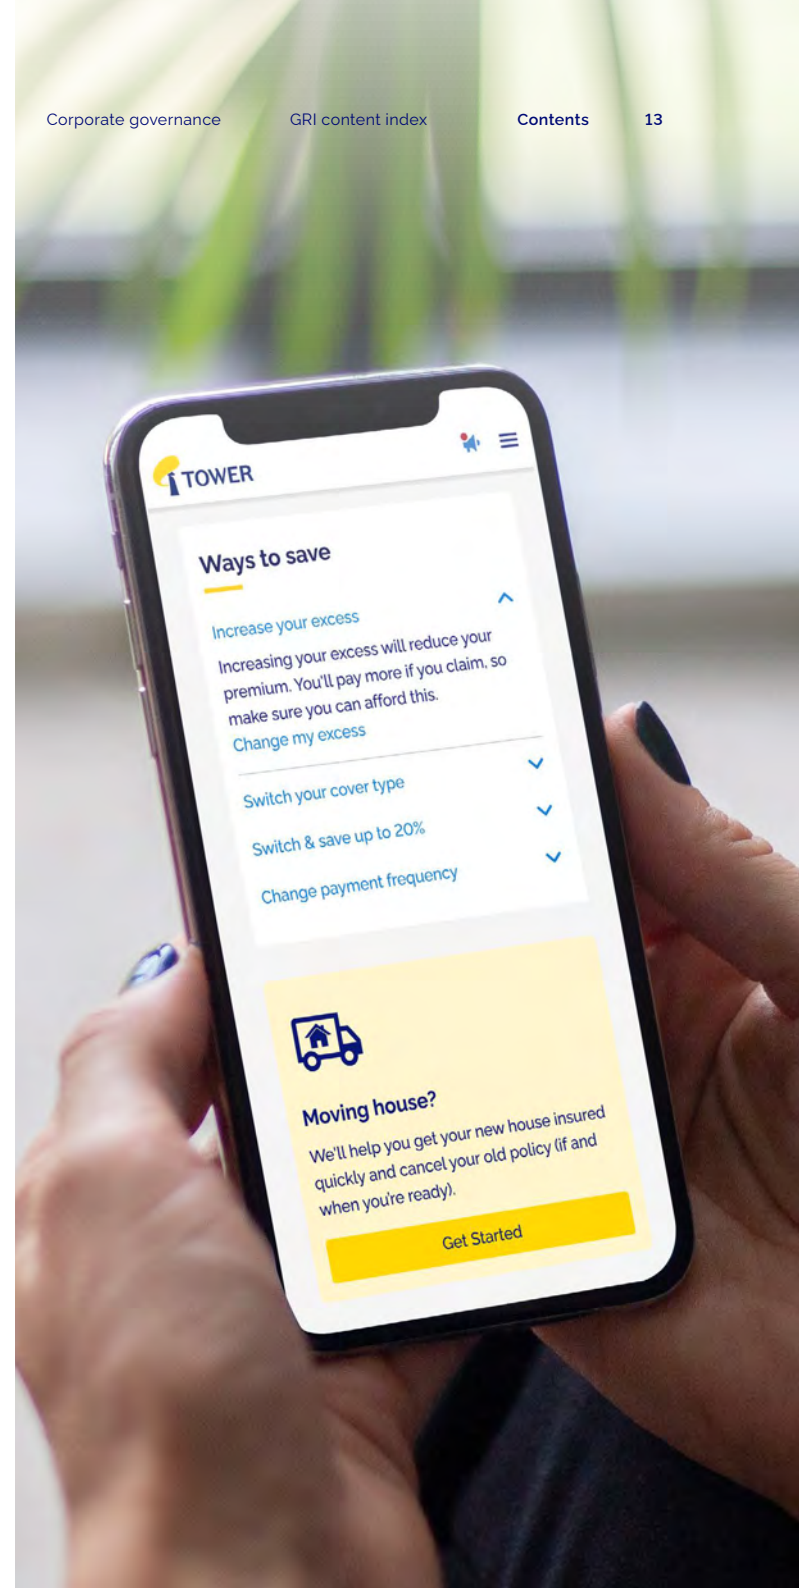 Corporate governance GRI content index Contents 13
TOWER
Ways to save
Increase your excess
Increasing your excess will reduce your
premium. You'll pay more if you claim, so
make sure you can afford this.
Change my excess
Switch your cover type
Switch & save up to 20%
Change payment frequency
Moving house?
We'll help you get your new house insured
quickly and cancel your old policy (if and
when you're ready).
Get Started